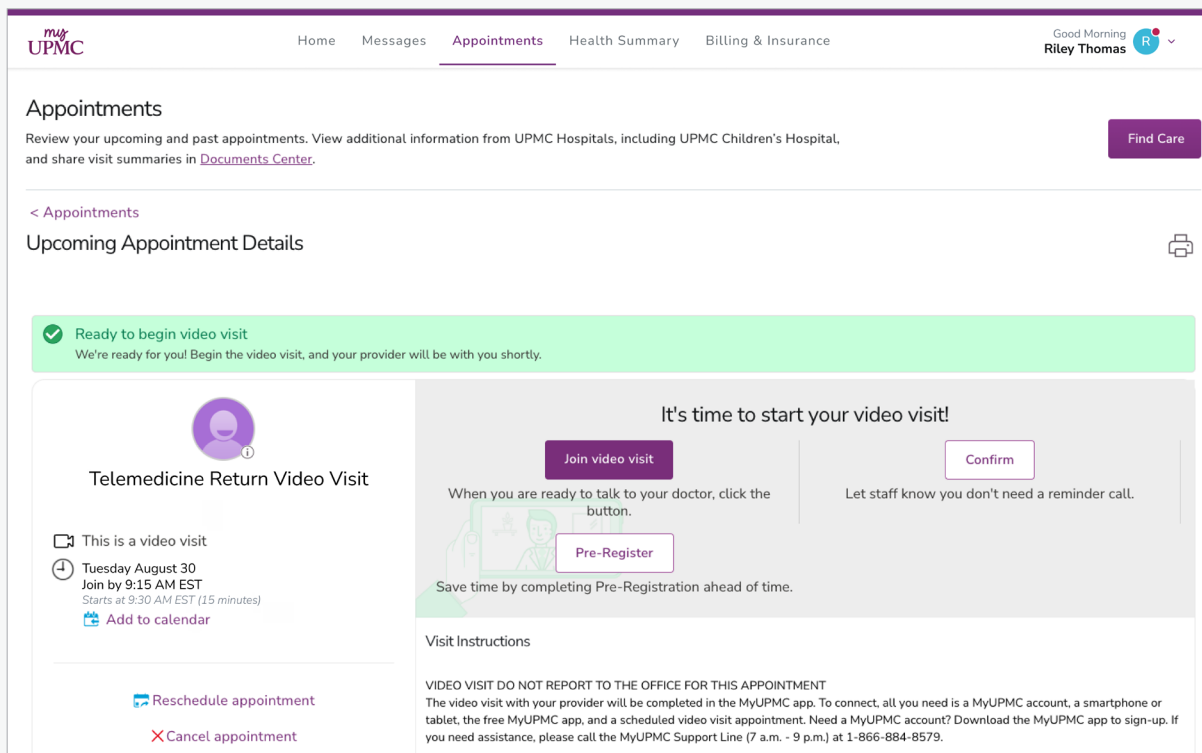 my
UPMC
Home Messages Appointments Health Summary Billing & Insurance
Good Morning
Riley Thomas
R
Appointments
Review your upcoming and past appointments. View additional information from UPMC Hospitals, including UPMC Children's Hospital,
and share visit summaries in Documents Center.
Find Care
< Appointments
Upcoming Appointment Details
Ready to begin video visit
We're ready for you! Begin the video visit, and your provider will be with you shortly.
i
Telemedicine Return Video Visit
This is a video visit
Tuesday August 30
Join by 9:15 AM EST
Starts at 9:30 AM EST (15 minutes)
Add to calendar
Reschedule appointment
Cancel appointment
It's time to start your video visit!
Join video visit
When you are ready to talk to your doctor, click the
button.
Confirm
Let staff know you don't need a reminder call.
Pre-Register
Save time by completing Pre-Registration ahead of time.
Visit Instructions
VIDEO VISIT DO NOT REPORT TO THE OFFICE FOR THIS APPOINTMENT
The video visit with your provider will be completed in the MyUPMC app. To connect, all you need is a MyUPMC account, a smartphone or
tablet, the free MyUPMC app, and a scheduled video visit appointment. Need a MyUPMC account? Download the MyUPMC app to sign-up. If
you need assistance, please call the MyUPMC Support Line (7 a.m. - 9 p.m.) at 1-866-884-8579.